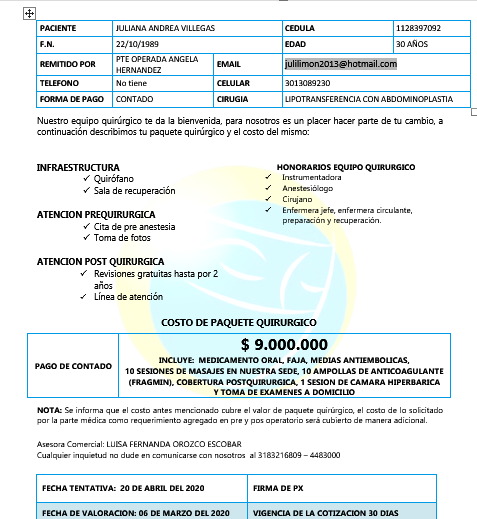 PACIENTE JULIANA ANDREA VILLEGAS CEDULA 1128397092
F.N. 22/10/1989 EDAD 30 AÑOS
REMITIDO POR PTE OPERADA ANGELA HERNANDEZ EMAIL julilimon2013@hotmail.com
TELEFONO No tiene CELULAR 3013089230
FORMA DE PAGO CONTADO CIRUGIA LIPOTRANSFERENCIA CON ABDOMINOPLASTIA
Nuestro equipo quirúrgico te da la bienvenida, para nosotros es un placer hacer parte de tu cambio, a
continuación describimos tu paquete quirúrgico y el costo del mismo:
INFRAESTRUCTURA
✓ Quirófano
✓ Sala de recuperación
ATENCION PREQUIRURGICA
✓ Cita de pre anestesia
✓ Toma de fotos
ATENCION POST QUIRURGICA
✓ Revisiones gratuitas hasta por 2
años
✓ Línea de atención
HONORARIOS EQUIPO QUIRURGICO
✓ Instrumentadora
✓ Anestesiólogo
✓ Cirujano
✓ Enfermera jefe, enfermera circulante,
preparación y recuperación.
COSTO DE PAQUETE QUIRURGICO
PAGO DE CONTADO
$ 9.000.000
INCLUYE: MEDICAMENTO ORAL, FAJA, MEDIAS ANTIEMBOLICAS,
10 SESIONES DE MASAJES EN NUESTRA SEDE, 10 AMPOLLAS DE ANTICOAGULANTE
(FRAGMIN), COBERTURA POSTQUIRURGICA, 1 SESION DE CAMARA HIPERBARICA
Y TOMA DE EXAMENES A DOMICILIO
NOTA: Se informa que el costo antes mencionado cubre el valor de paquete quirúrgico, el costo de lo solicitado
por la parte médica como requerimiento agregado en pre y pos operatorio será cubierto de manera adicional.
Asesora Comercial: LUISA FERNANDA OROZCO ESCOBAR
Cualquier inquietud no dude en comunicarse con nosotros al 3183216809 – 4483000
FECHA TENTATIVA: 20 DE ABRIL DEL 2020 FIRMA DE PX
FECHA DE VALORACION: 06 DE MARZO DEL 2020 VIGENCIA DE LA COTIZACION 30 DIAS